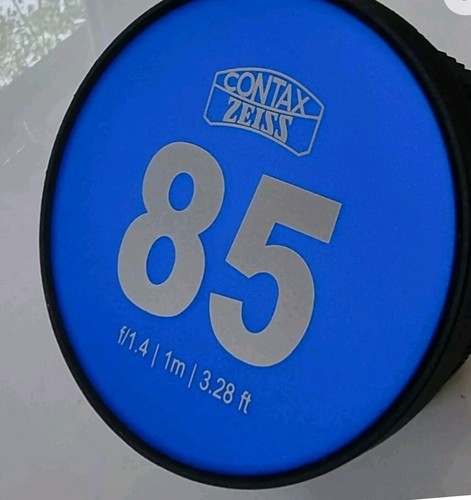 CONTAX
ZEISS
85
f/1.4 | 1m | 3.28 ft